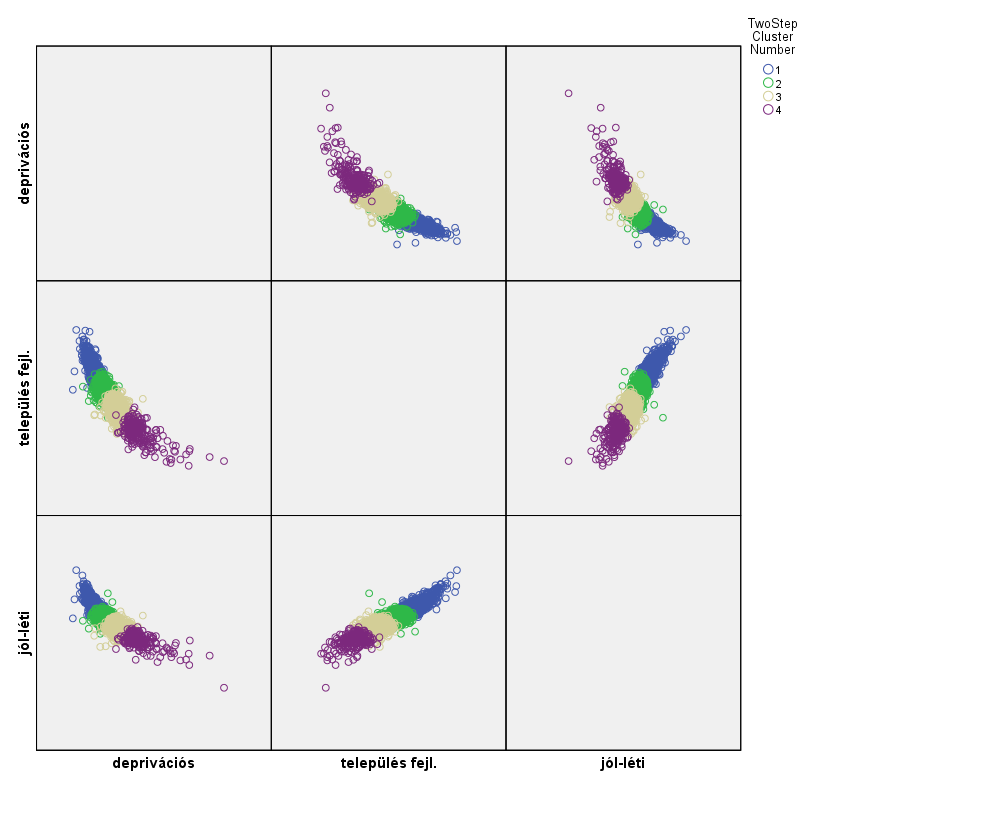 TwoStep
Cluster
Number
1
2
3
4
deprivációs
település fejl.
jól-léti
deprivációs
település fejl.
jól-léti